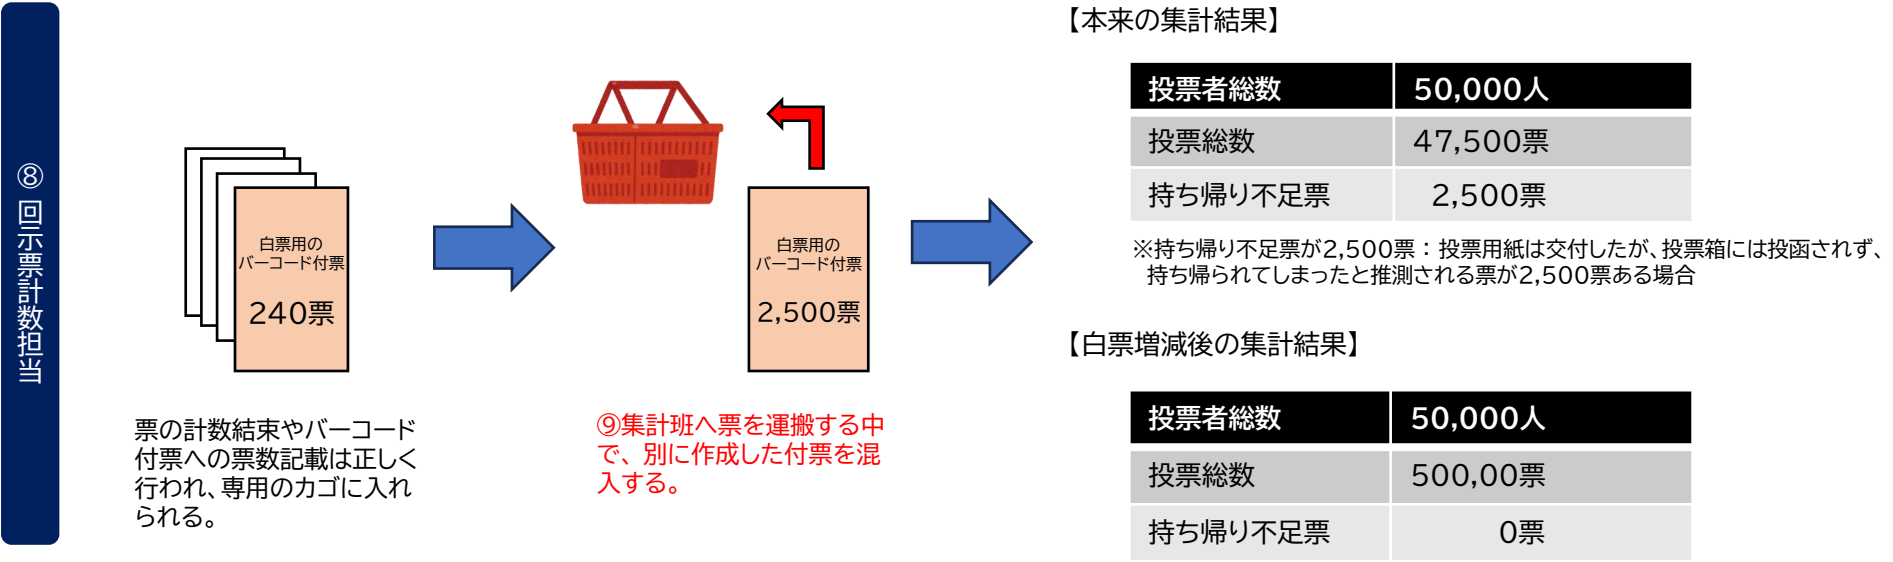 ⑧回示票計数担当
白票用の
バーコード付票
240票
票の計数結束やバーコード
付票への票数記載は正しく
行われ、専用のカゴに入れ
られる。
白票用の
バーコード付票
2,500票
⑨集計班へ票を運搬する中
で、別に作成した付票を混
入する。
【本来の集計結果】
投票者総数 50,000人
投票総数 47,500票
持ち帰り不足票 2,500票
※持ち帰り不足票が2,500票：投票用紙は交付したが、投票箱には投函されず、
持ち帰られてしまったと推測される票が2,500票ある場合
【白票増減後の集計結果】
投票者総数 50,000人
投票総数 500,00票
持ち帰り不足票 0票